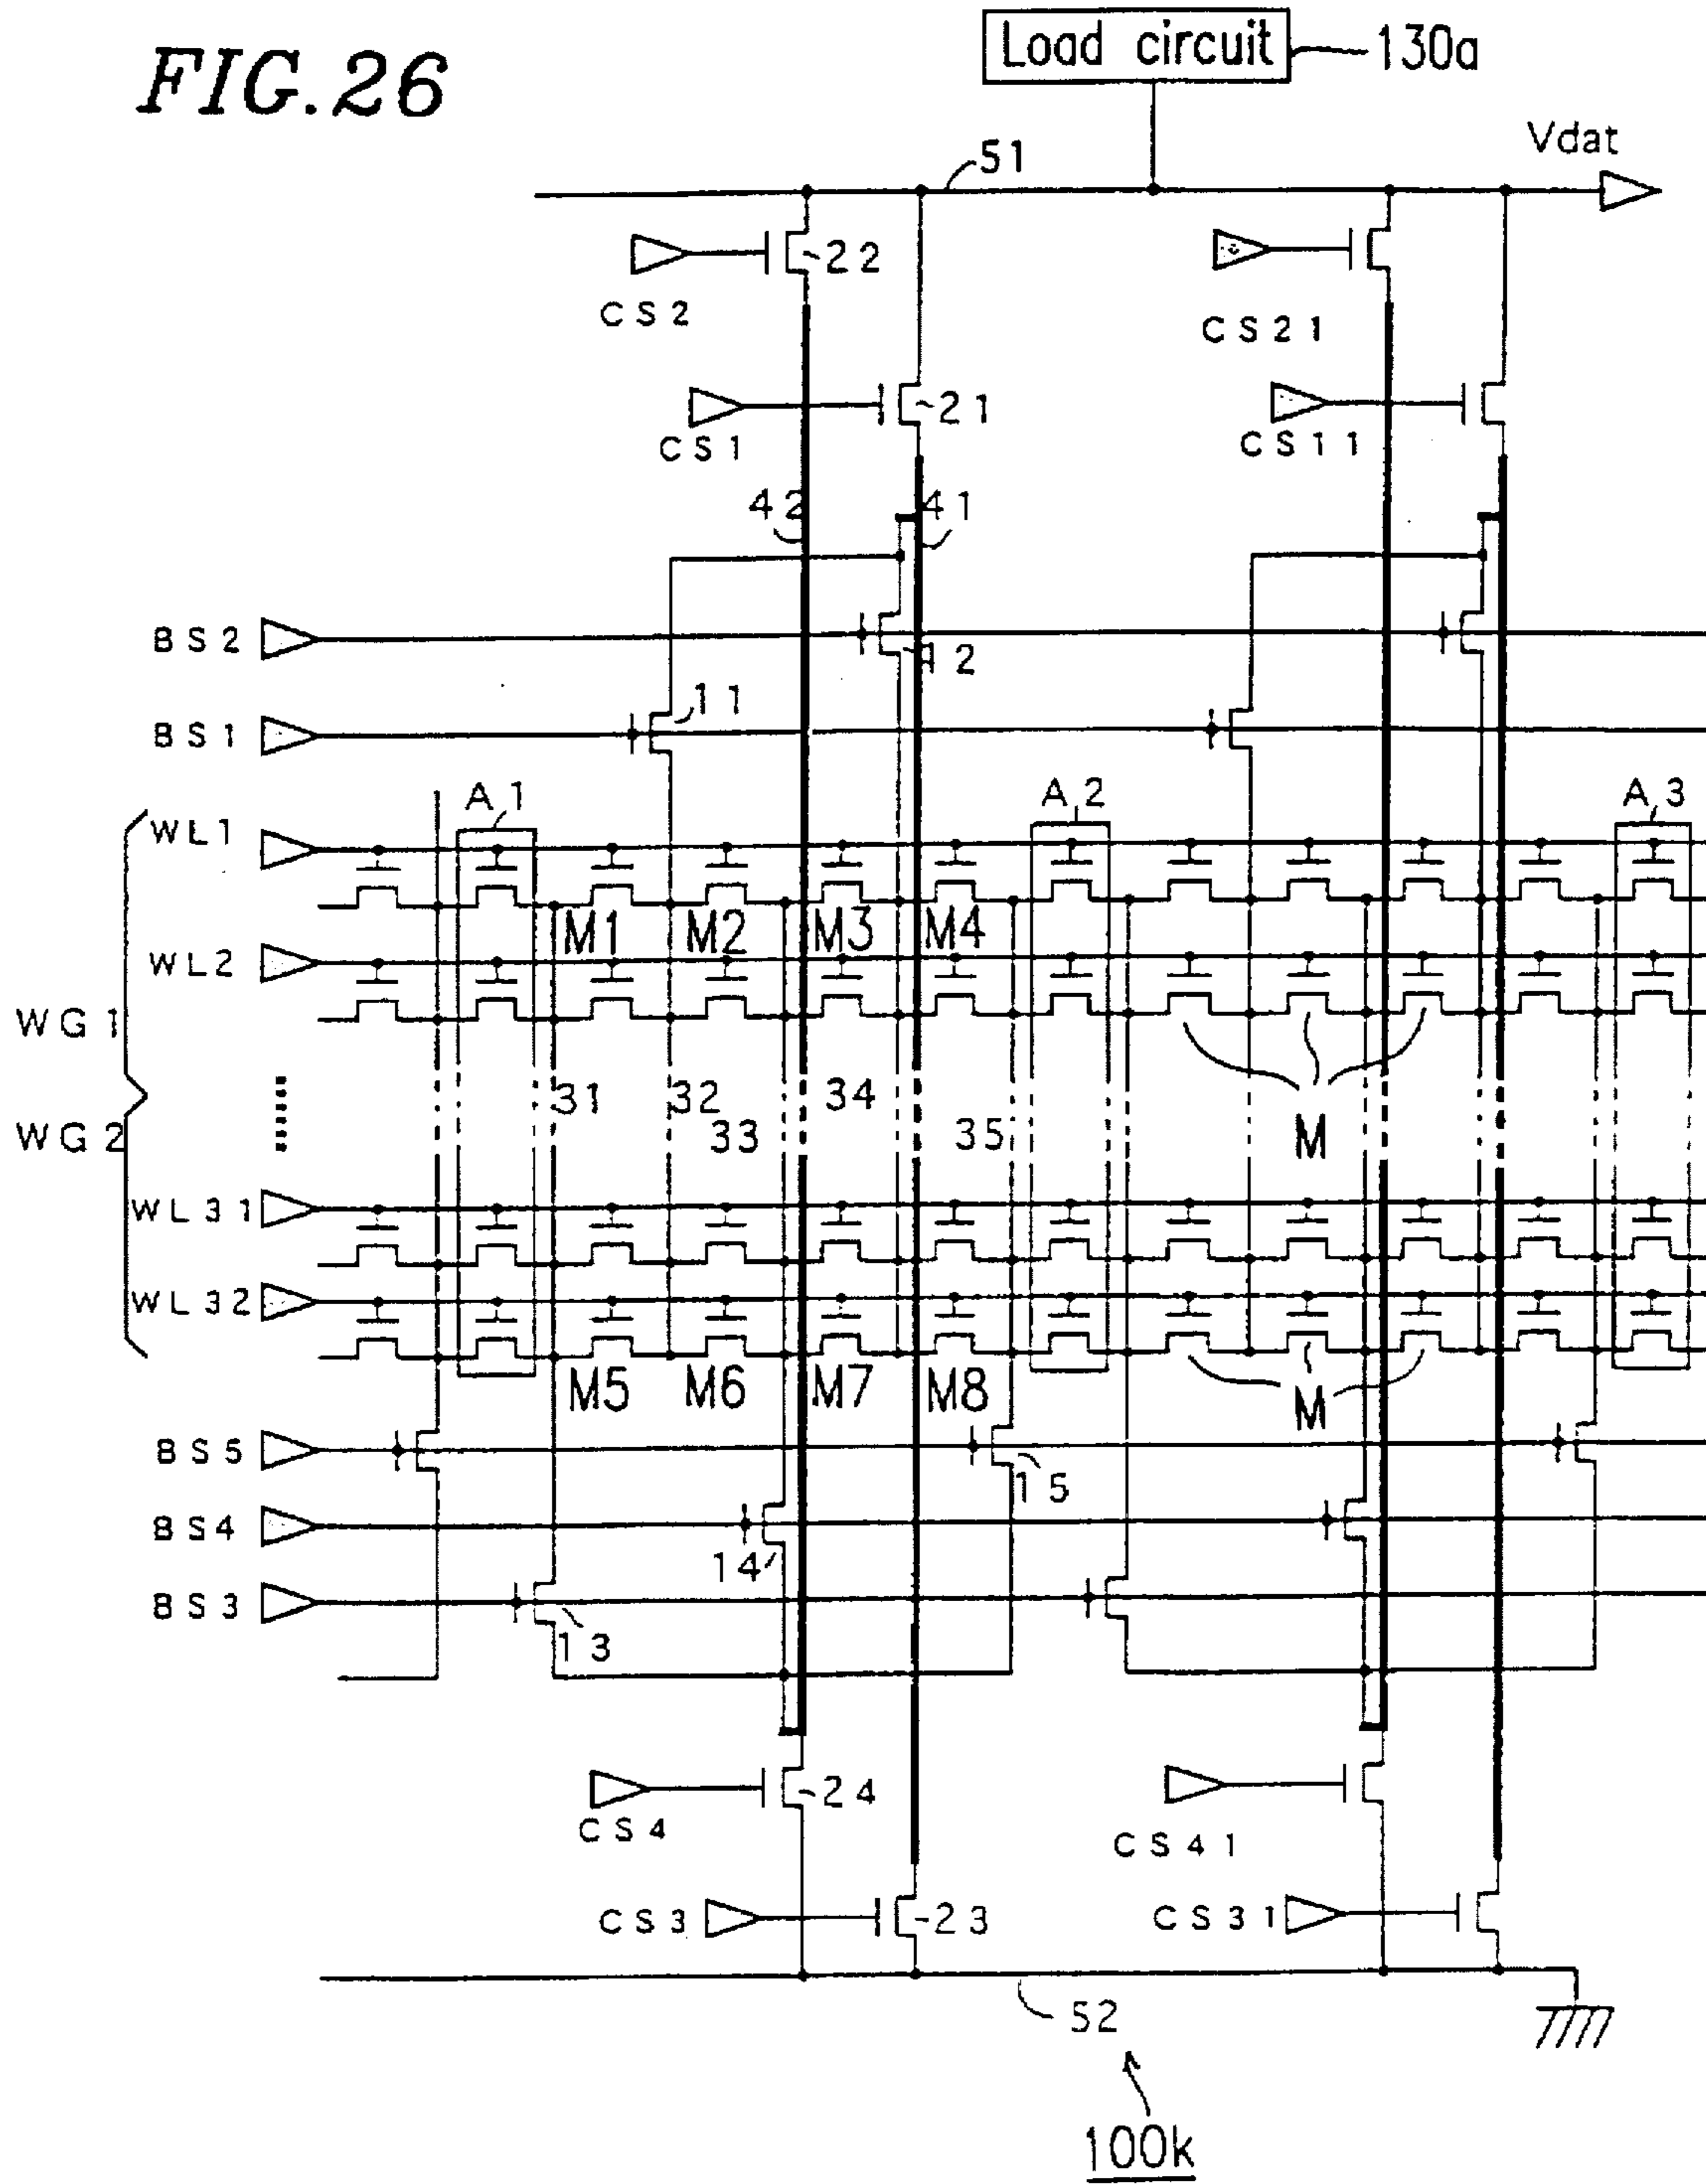 FIG.26
Load circuit
130a
Vdat
51
22
CS2
CS21
21
CS1
CS11
42
41
BS2
12
BS1
11
A1
A2
A3
WL1
M1 M2 M3 M4
WL2
WG1
31 32 33 34 35
M
WG2
WL31
WL32
M5 M6 M7 M8
M
BS5
15
BS4
14
BS3
13
24
CS4
CS41
CS3
23
CS31
52
100k